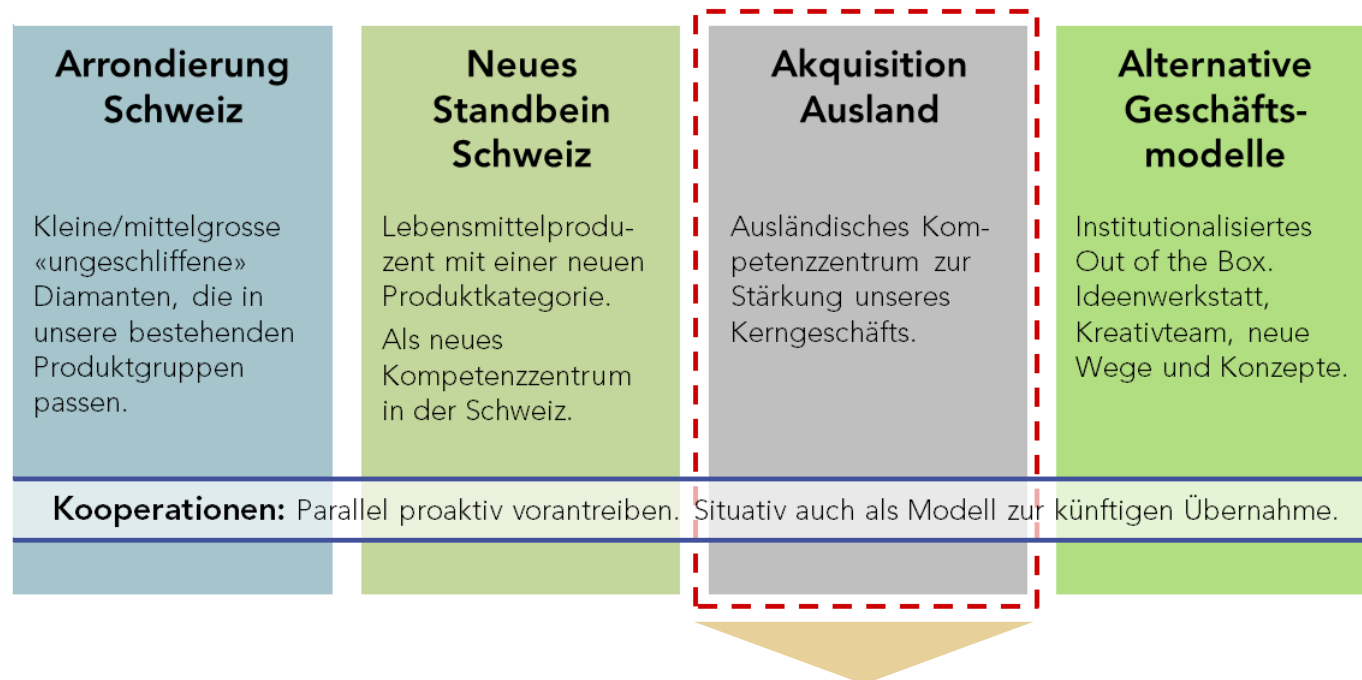 Arrondierung
Schweiz
Kleine/mittelgrosse
«ungeschliffene»
Diamanten, die in
unsere bestehenden
Produktgruppen
passen.
Neues
Standbein
Schweiz
Lebensmittelprodu-
zent mit einer neuen
Produktkategorie.
Als neues
Kompetenzzentrum
in der Schweiz.
Akquisition
Ausland
Ausländisches Kom-
petenzzentrum zur
Stärkung unseres
Kerngeschäfts.
Alternative
Geschäfts-
modelle
Institutionalisiertes
Out of the Box.
Ideenwerkstatt,
Kreativteam, neue
Wege und Konzepte.
Kooperationen: Parallel proaktiv vorantreiben. Situativ auch als Modell zur künftigen Übernahme.